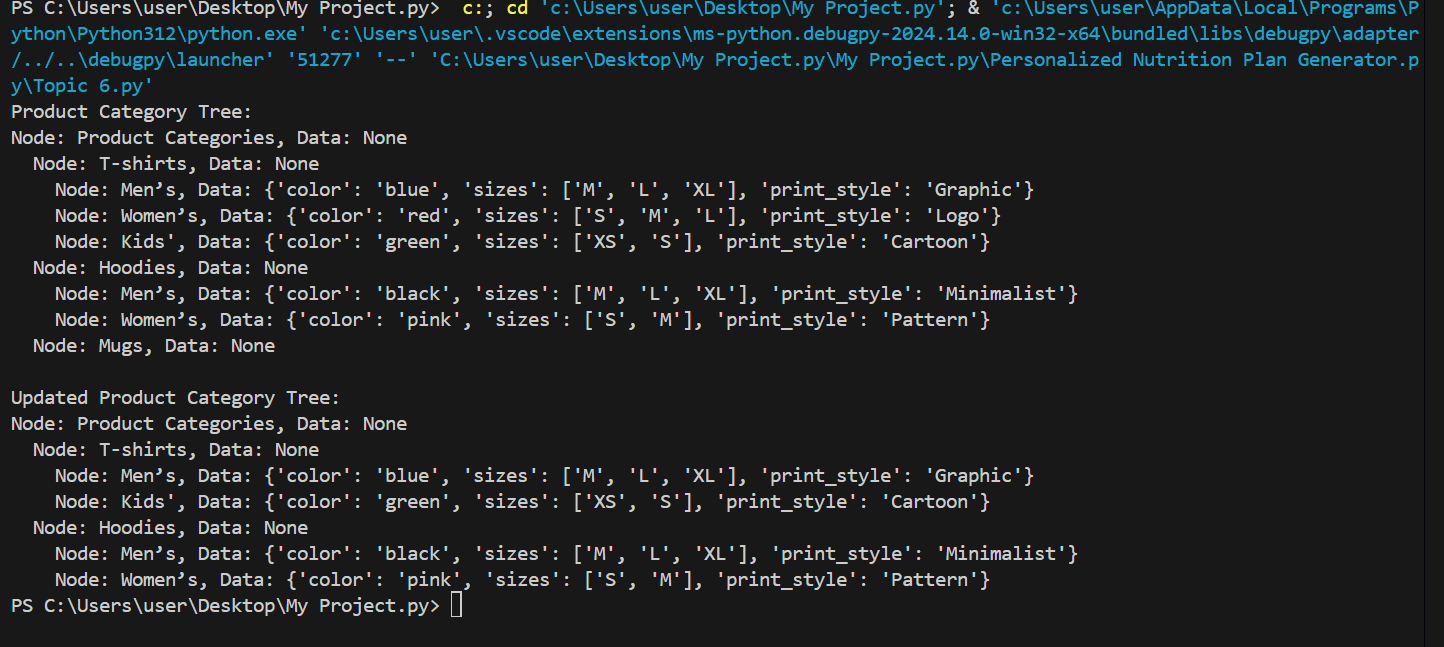 PS C:\Users\user\Desktop\My Project.py>  c:; cd 'c:\Users\user\Desktop\My Project.py'; & 'c:\Users\user\AppData\Local\Programs\P
ython\Python312\python.exe' 'c:\Users\user\.vscode\extensions\ms-python.debugpy-2024.14.0-win32-x64\bundled\libs\debugpy\adapter
/../..\debugpy\launcher' '51277' '--' 'C:\Users\user\Desktop\My Project.py\My Project.py\Personalized Nutrition Plan Generator.p
y\Topic 6.py'
Product Category Tree:
Node: Product Categories, Data: None
  Node: T-shirts, Data: None
    Node: Men’s, Data: {'color': 'blue', 'sizes': ['M', 'L', 'XL'], 'print_style': 'Graphic'}
    Node: Women’s, Data: {'color': 'red', 'sizes': ['S', 'M', 'L'], 'print_style': 'Logo'}
    Node: Kids', Data: {'color': 'green', 'sizes': ['XS', 'S'], 'print_style': 'Cartoon'}
  Node: Hoodies, Data: None
    Node: Men’s, Data: {'color': 'black', 'sizes': ['M', 'L', 'XL'], 'print_style': 'Minimalist'}
    Node: Women’s, Data: {'color': 'pink', 'sizes': ['S', 'M'], 'print_style': 'Pattern'}
  Node: Mugs, Data: None

Updated Product Category Tree:
Node: Product Categories, Data: None
  Node: T-shirts, Data: None
    Node: Men’s, Data: {'color': 'blue', 'sizes': ['M', 'L', 'XL'], 'print_style': 'Graphic'}
    Node: Kids', Data: {'color': 'green', 'sizes': ['XS', 'S'], 'print_style': 'Cartoon'}
  Node: Hoodies, Data: None
    Node: Men’s, Data: {'color': 'black', 'sizes': ['M', 'L', 'XL'], 'print_style': 'Minimalist'}
    Node: Women’s, Data: {'color': 'pink', 'sizes': ['S', 'M'], 'print_style': 'Pattern'}
PS C:\Users\user\Desktop\My Project.py>